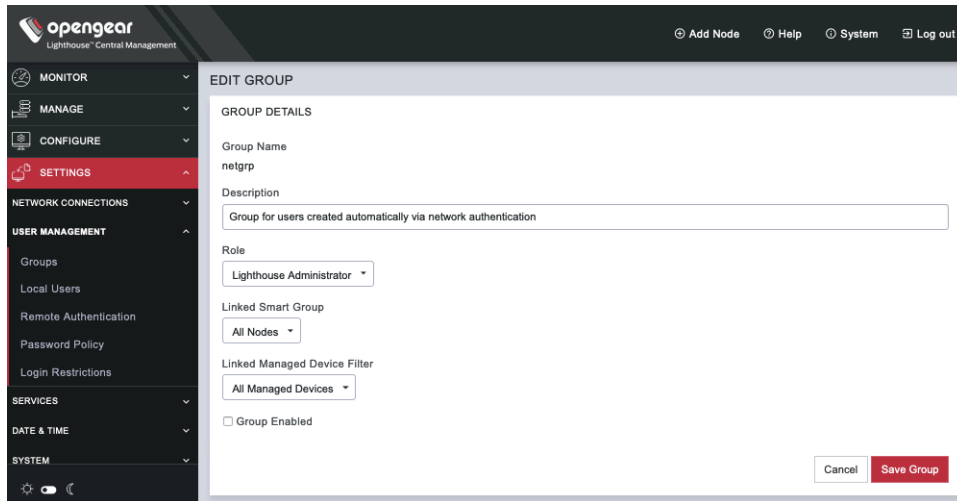 opengear
Lighthouse™ Central Management
Add Node
Help
System
Log out
MONITOR
MANAGE
CONFIGURE
SETTINGS
NETWORK CONNECTIONS
USER MANAGEMENT
Groups
Local Users
Remote Authentication
Password Policy
Login Restrictions
SERVICES
DATE & TIME
SYSTEM
EDIT GROUP
GROUP DETAILS
Group Name
netgrp
Description
Group for users created automatically via network authentication
Role
Lighthouse Administrator
Linked Smart Group
All Nodes
Linked Managed Device Filter
All Managed Devices
Group Enabled
Cancel
Save Group